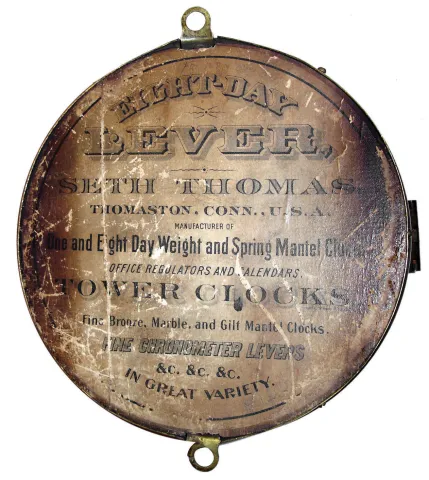 EIGHT-DAY
LEVER,
SETH THOMAS,
THOMASTON, CONN., U.S.A.
MANUFACTURER OF
One and Eight Day Weight and Spring Mantel Clocks,
OFFICE REGULATORS AND CALENDARS,
TOWER CLOCKS
Fine Bronze, Marble, and Gilt Mantel Clocks.
FINE CHRONOMETER LEVERS
&C. &C. &C.
IN GREAT VARIETY.